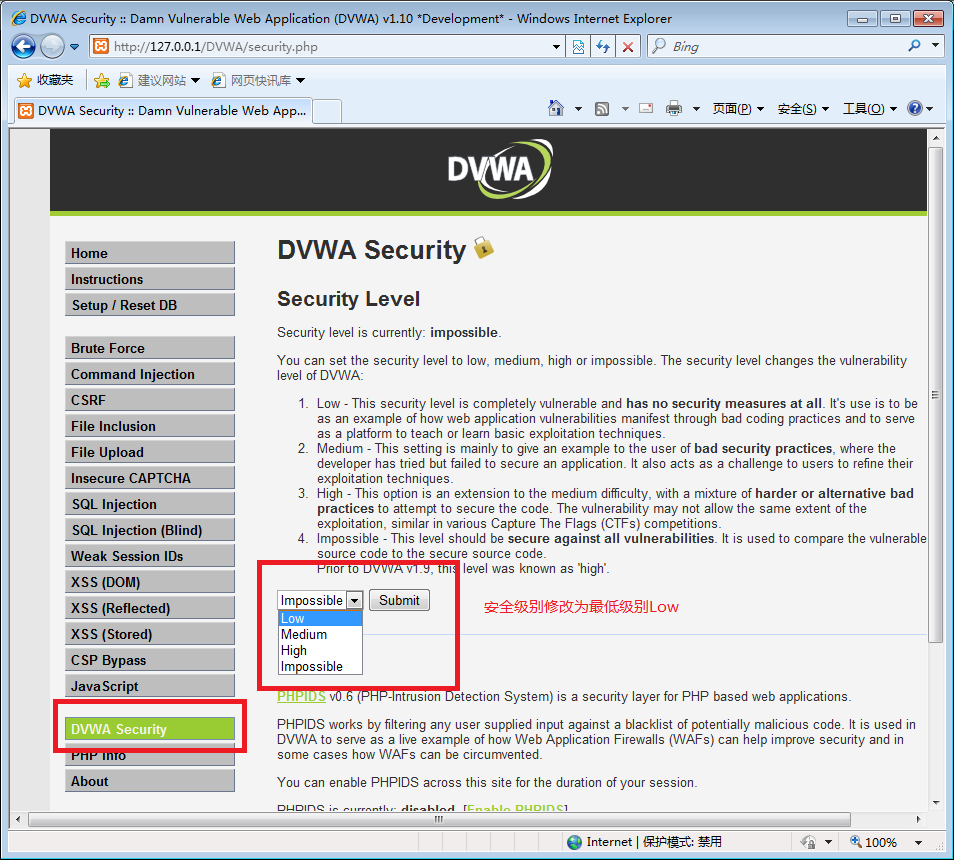 DVWA Security :: Damn Vulnerable Web Application (DVWA) v1.10 *Development* - Windows Internet Explorer
http://127.0.0.1/DVWA/security.php
Bing
收藏夹
建议网站
网页快讯库
DVWA Security :: Damn Vulnerable Web App...
页面(P)
安全(S)
工具(O)
DVWA
Home
Instructions
Setup / Reset DB
Brute Force
Command Injection
CSRF
File Inclusion
File Upload
Insecure CAPTCHA
SQL Injection
SQL Injection (Blind)
Weak Session IDs
XSS (DOM)
XSS (Reflected)
XSS (Stored)
CSP Bypass
JavaScript
DVWA Security
PHP Info
About
DVWA Security
Security Level
Security level is currently: impossible.
You can set the security level to low, medium, high or impossible. The security level changes the vulnerability
level of DVWA:
1. Low - This security level is completely vulnerable and has no security measures at all. It's use is to be
as an example of how web application vulnerabilities manifest through bad coding practices and to serve
as a platform to teach or learn basic exploitation techniques.
2. Medium - This setting is mainly to give an example to the user of bad security practices, where the
developer has tried but failed to secure an application. It also acts as a challenge to users to refine their
exploitation techniques.
3. High - This option is an extension to the medium difficulty, with a mixture of harder or alternative bad
practices to attempt to secure the code. The vulnerability may not allow the same extent of the
exploitation, similar in various Capture The Flags (CTFs) competitions.
4. Impossible - This level should be secure against all vulnerabilities. It is used to compare the vulnerable
source code to the secure source code.
Prior to DVWA v1.9, this level was known as 'high'.
Impossible
Submit
安全级别修改为最低级别Low
Low
Medium
High
Impossible
PHPIDS v0.6 (PHP-Intrusion Detection System) is a security layer for PHP based web applications.
PHPIDS works by filtering any user supplied input against a blacklist of potentially malicious code. It is used in
DVWA to serve as a live example of how Web Application Firewalls (WAFs) can help improve security and in
some cases how WAFs can be circumvented.
You can enable PHPIDS across this site for the duration of your session.
PHPIDS is currently: disabled. [Enable PHPIDS]
Internet | 保护模式: 禁用
100%